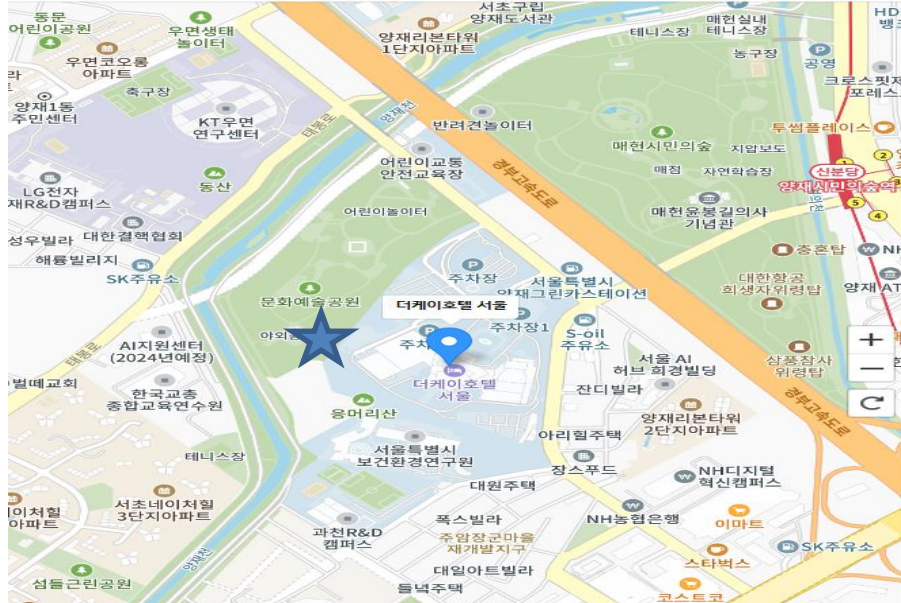 동문
어린이공원
우면생태
놀이터
서초구립
양재도서관
매헌실내
테니스장
테니스장
우면코오롱
아파트
양재리본타워
1단지아파트
농구장
공영
축구장
크로스핏제
포레스
양재1동
주민센터
KT우면
연구센터
태봉로
양재천
반려견놀이터
투썸플레이스
매헌시민의숲
지압보도
매점
자연학습장
신분당
양재시민의숲역
어린이교통
안전교육장
경부고속도로
동산
LG전자
재R&D캠퍼스
어린이놀이터
매헌윤봉길의사
기념관
성우빌라
대한결핵협회
해륭빌리지
SK주유소
충혼탑
주차장
서울특별시
양재그린카스테이션
대한항공
희생자위령탑
양재AT
문화예술공원
더케이호텔 서울
주차장1
S-oil
주유소
AI지원센터
(2024년예정)
태봉로
더케이호텔
서울
서울 AI
허브 희경빌딩
삼풍참사
위령탑
벌떼교회
한국교총
종합교육연수원
잔디빌라
응머리산
양재리본타워
2단지아파트
경부고속도로
아리힐주택
테니스장
서울특별시
보건환경연구원
장스푸드
NH디지털
혁신캠퍼스
대원주택
서초네이처힐
3단지아파트
이처힐
아파트
과천R&D
캠퍼스
폭스빌라
NH농협은행
이마트
주암장군마을
재개발지구
SK주유소
양재천
스타벅스
섬들근린공원
대일아트빌라
들녘주택
코스트코